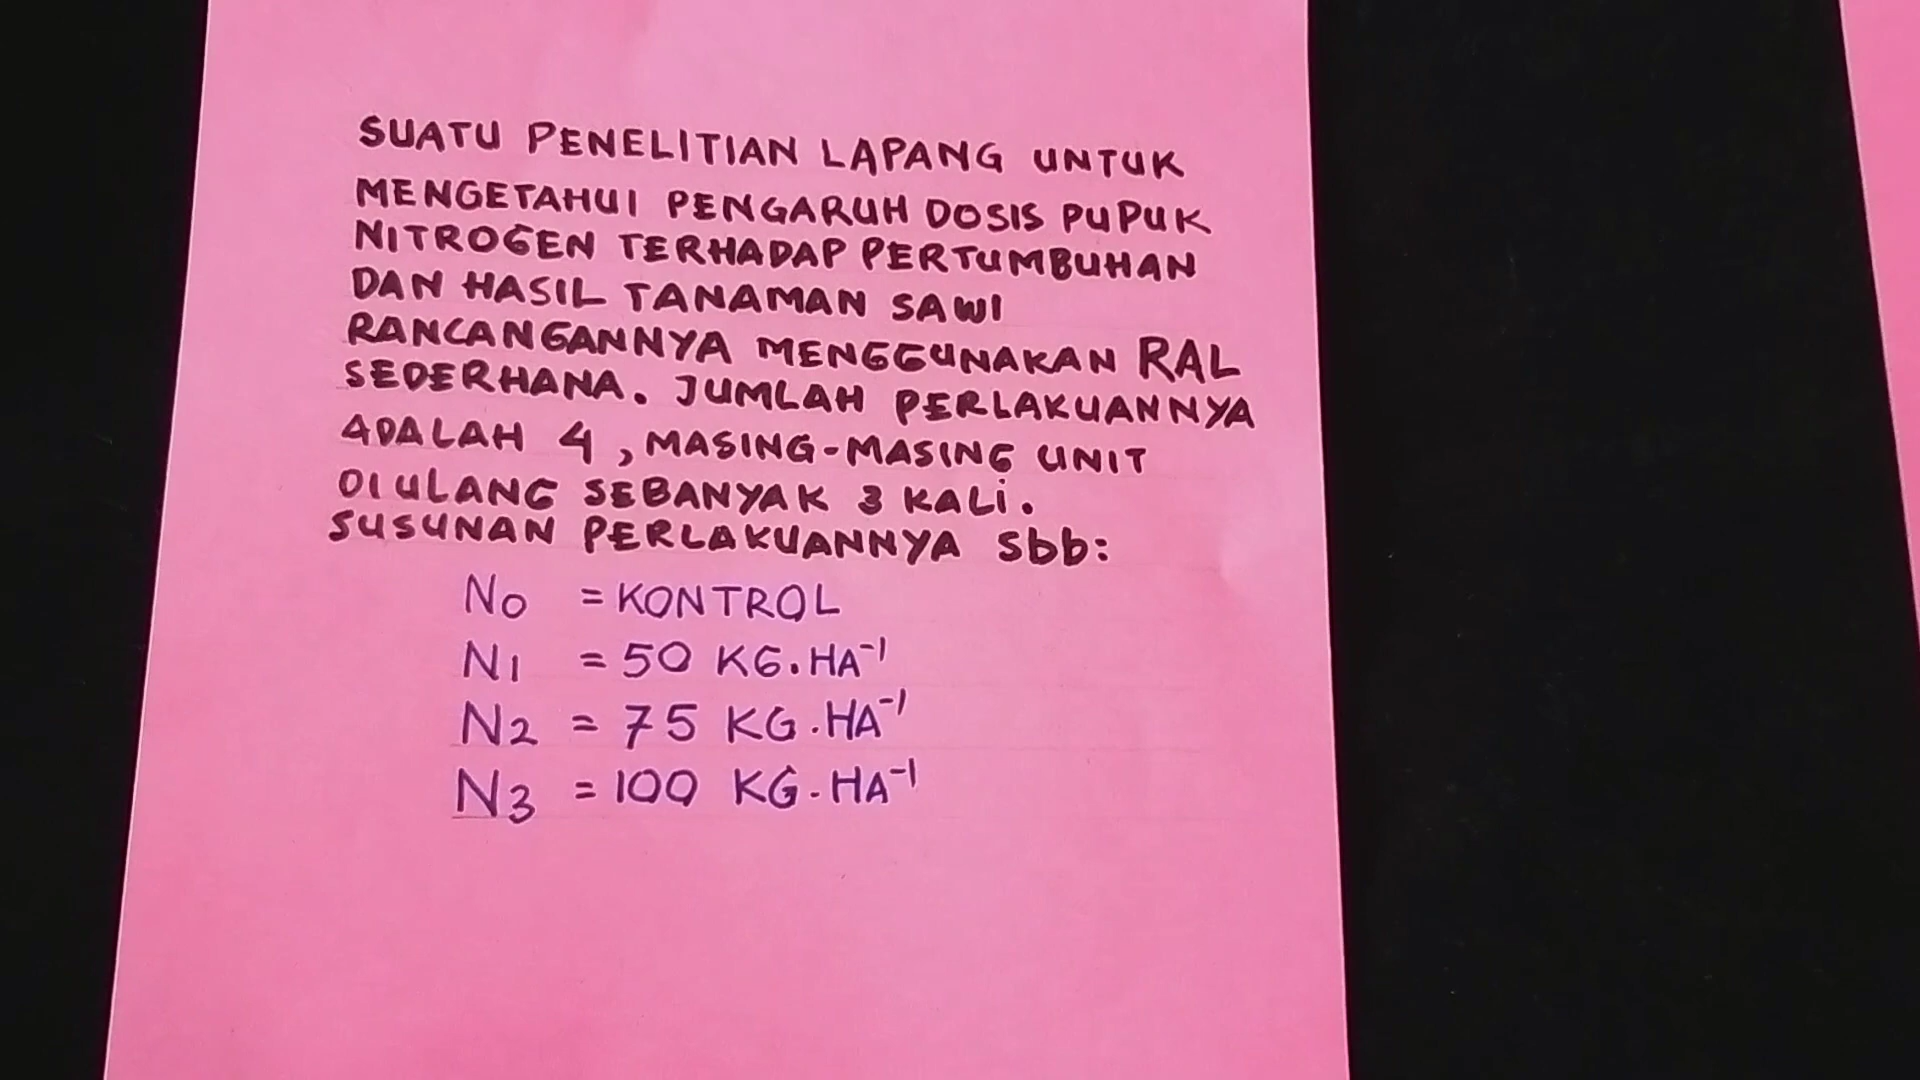 SUATU PENELITIAN LAPANG UNTUK
MENGETAHUI PENGARUH DOSIS PUPUK
NITROGEN TERHADAP PERTUMBUHAN
DAN HASIL TANAMAN SAWI
RANCANGANNYA MENGGUNAKAN RAL
SEDERHANA. JUMLAH PERLAKUANNYA
ADALAH 4, MASING-MASING UNIT
DIULANG SEBANYAK 3 KALi.
SUSUNAN PERLAKUANNYA Sbb:
N0 = KONTROL
N1 = 50 KG.HA⁻¹
N2 = 75 KG.HA⁻¹
N3 = 100 KG.HA⁻¹